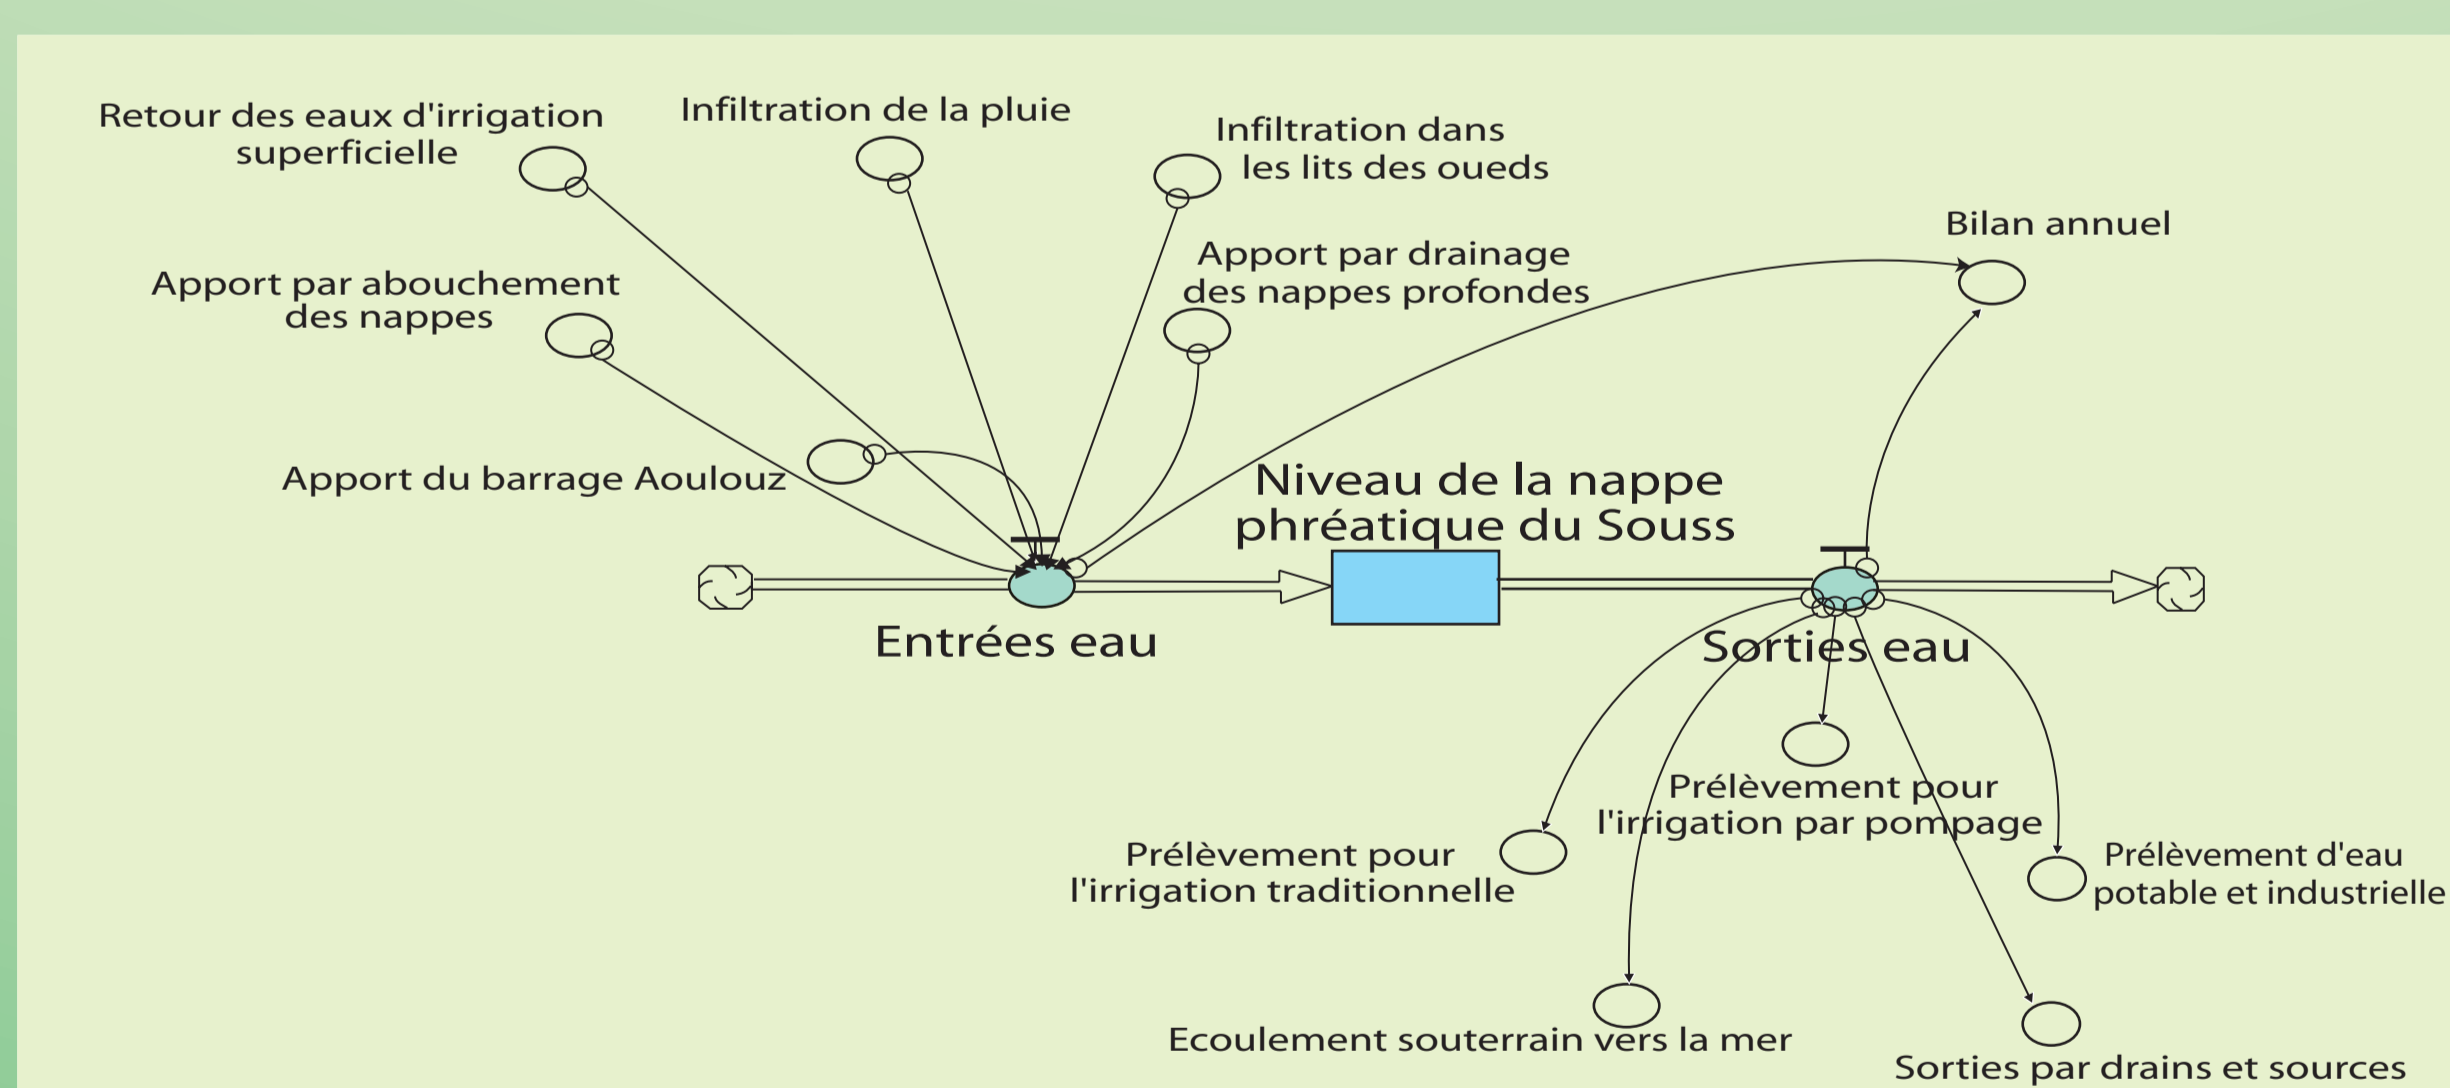 Retour des eaux d'irrigation
superficielle
Infiltration de la pluie
Infiltration dans
les lits des oueds
Bilan annuel
Apport par drainage
des nappes profondes
Apport par abouchement
des nappes
Apport du barrage Aoulouz
Niveau de la nappe
phréatique du Souss
Entrées eau
Sorties eau
Prélèvement pour
l'irrigation par pompage
Prélèvement pour
l'irrigation traditionnelle
Prélèvement d'eau
potable et industrielle
Ecoulement souterrain vers la mer
Sorties par drains et sources